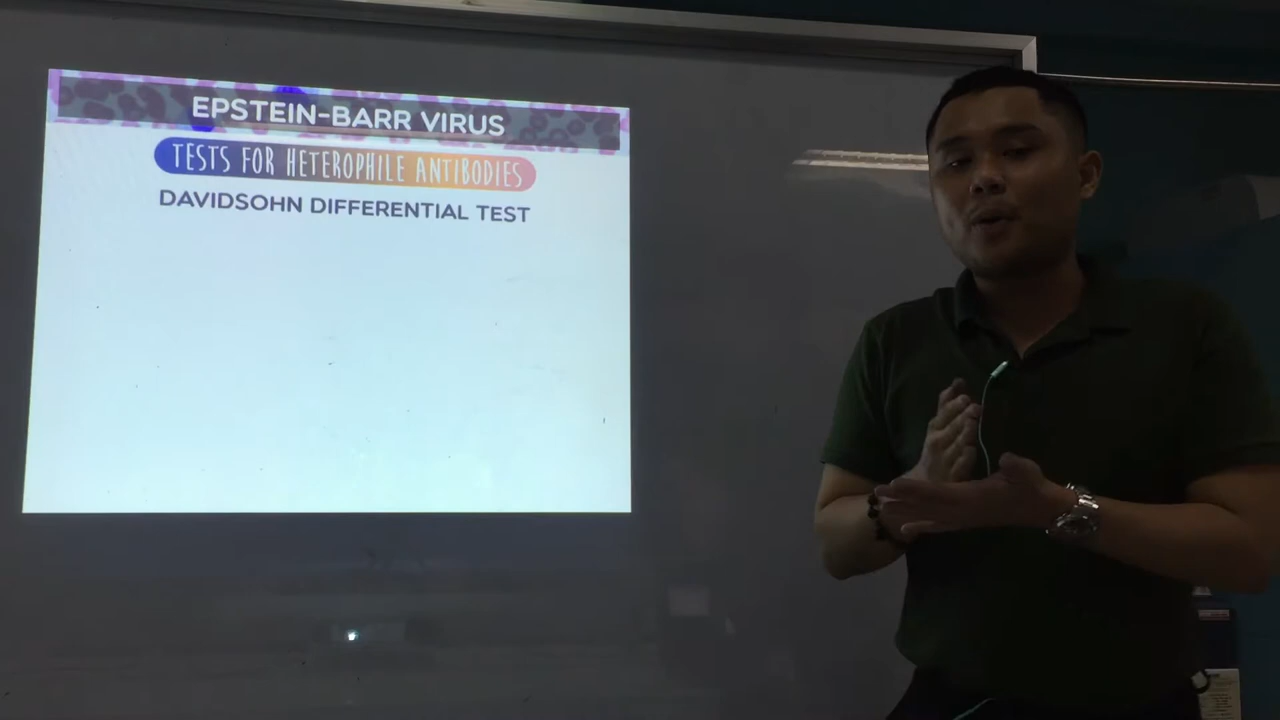 EPSTEIN-BARR VIRUS
TESTS FOR HETEROPHILE ANTIBODIES
DAVIDSOHN DIFFERENTIAL TEST